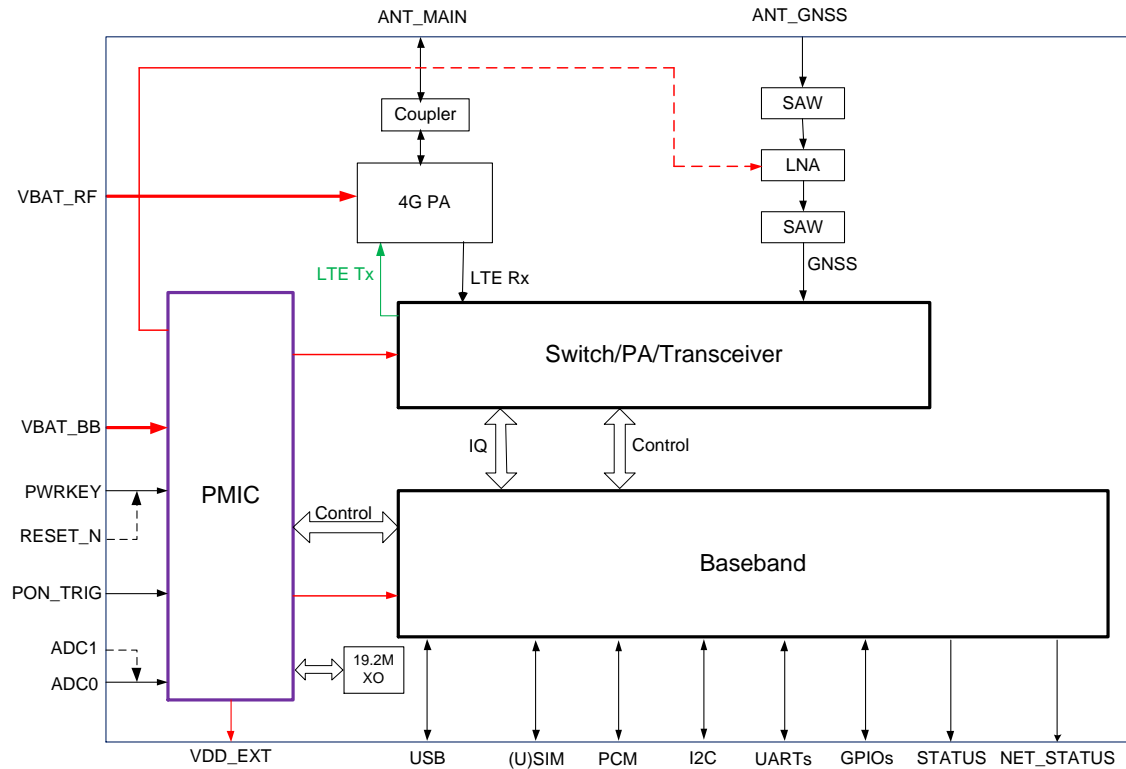 ANT_MAIN
ANT_GNSS
SAW
Coupler
LNA
VBAT_RF
4G PA
SAW
LTE Tx
LTE Rx
GNSS
Switch/PA/Transceiver
VBAT_BB
IQ
Control
PWRKEY
PMIC
RESET_N
Control
Baseband
PON_TRIG
ADC1
19.2M
XO
ADC0
VDD_EXT
USB
(U)SIM
PCM
I2C
UARTs
GPIOs
STATUS
NET_STATUS